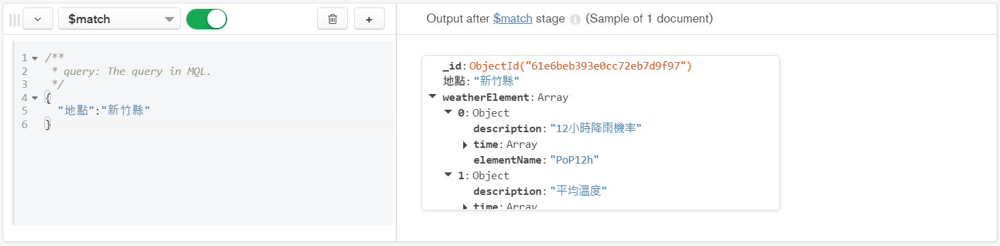 $match
Output after $match stage (Sample of 1 document)
1 /**
2 * query: The query in MQL.
3 */
4 {
5 "地點":"新竹縣"
6 }
_id: ObjectId("61e6beb393e0cc72eb7d9f97")
地點: "新竹縣"
weatherElement: Array
0: Object
description: "12小時降雨機率"
time: Array
elementName: "PoP12h"
1: Object
description: "平均溫度"
time: Array